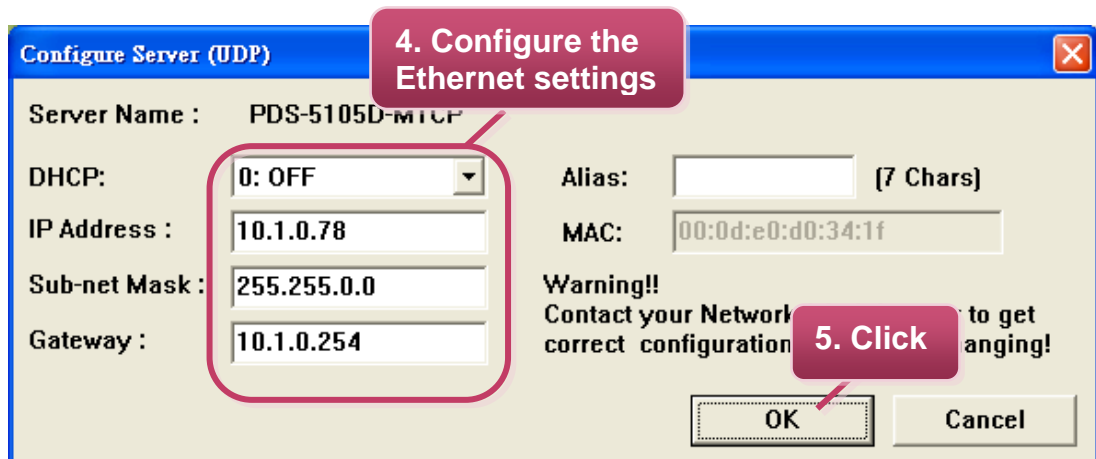 Configure Server (UDP)
4. Configure the
Ethernet settings
Server Name : PDS-5105D-MTCP
DHCP: 0: OFF Alias: (7 Chars)
IP Address : 10.1.0.78 MAC: 00:0d:e0:d0:34:1f
Sub-net Mask : 255.255.0.0 Warning!!
Contact your Network to get
Gateway : 10.1.0.254 correct configuration anging!
5. Click
OK Cancel